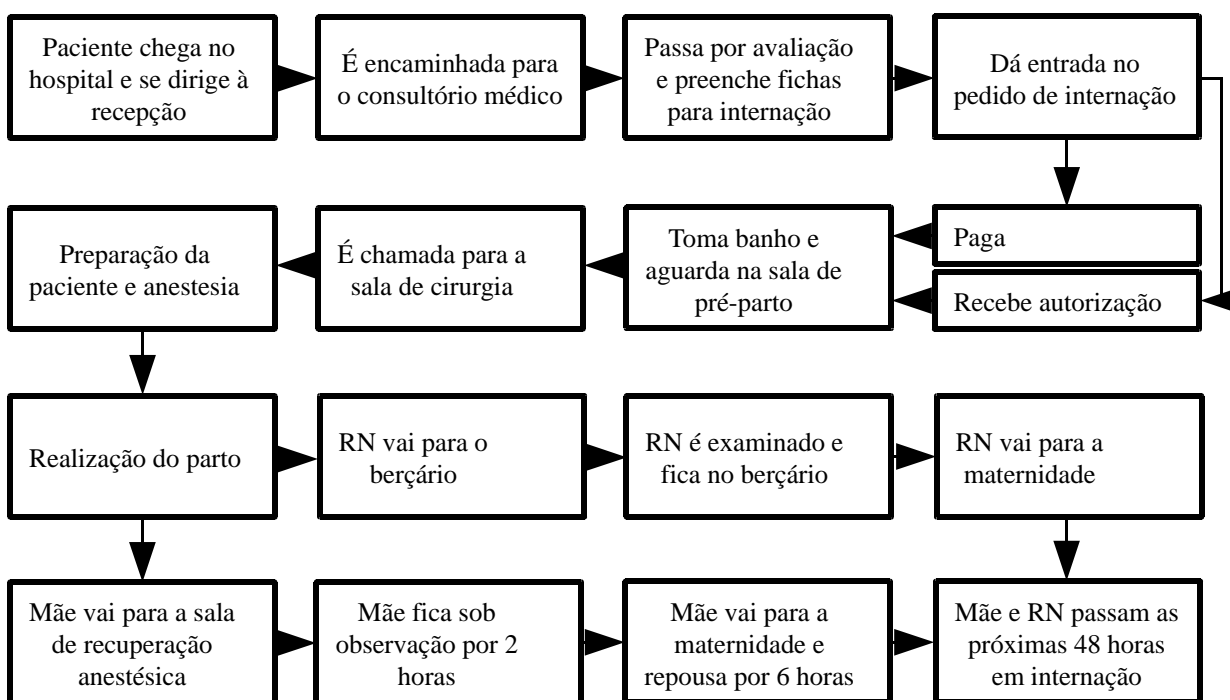 Paciente chega no
hospital e se dirige à
recepção
É encaminhada para
o consultório médico
Passa por avaliação
e preenche fichas
para internação
Dá entrada no
pedido de internação
Preparação da
paciente e anestesia
É chamada para a
sala de cirurgia
Toma banho e
aguarda na sala de
pré-parto
Paga
Recebe autorização
Realização do parto
RN vai para o
berçário
RN é examinado e
fica no berçário
RN vai para a
maternidade
Mãe vai para a sala
de recuperação
anestésica
Mãe fica sob
observação por 2
horas
Mãe vai para a
maternidade e
repousa por 6 horas
Mãe e RN passam as
próximas 48 horas
em internação